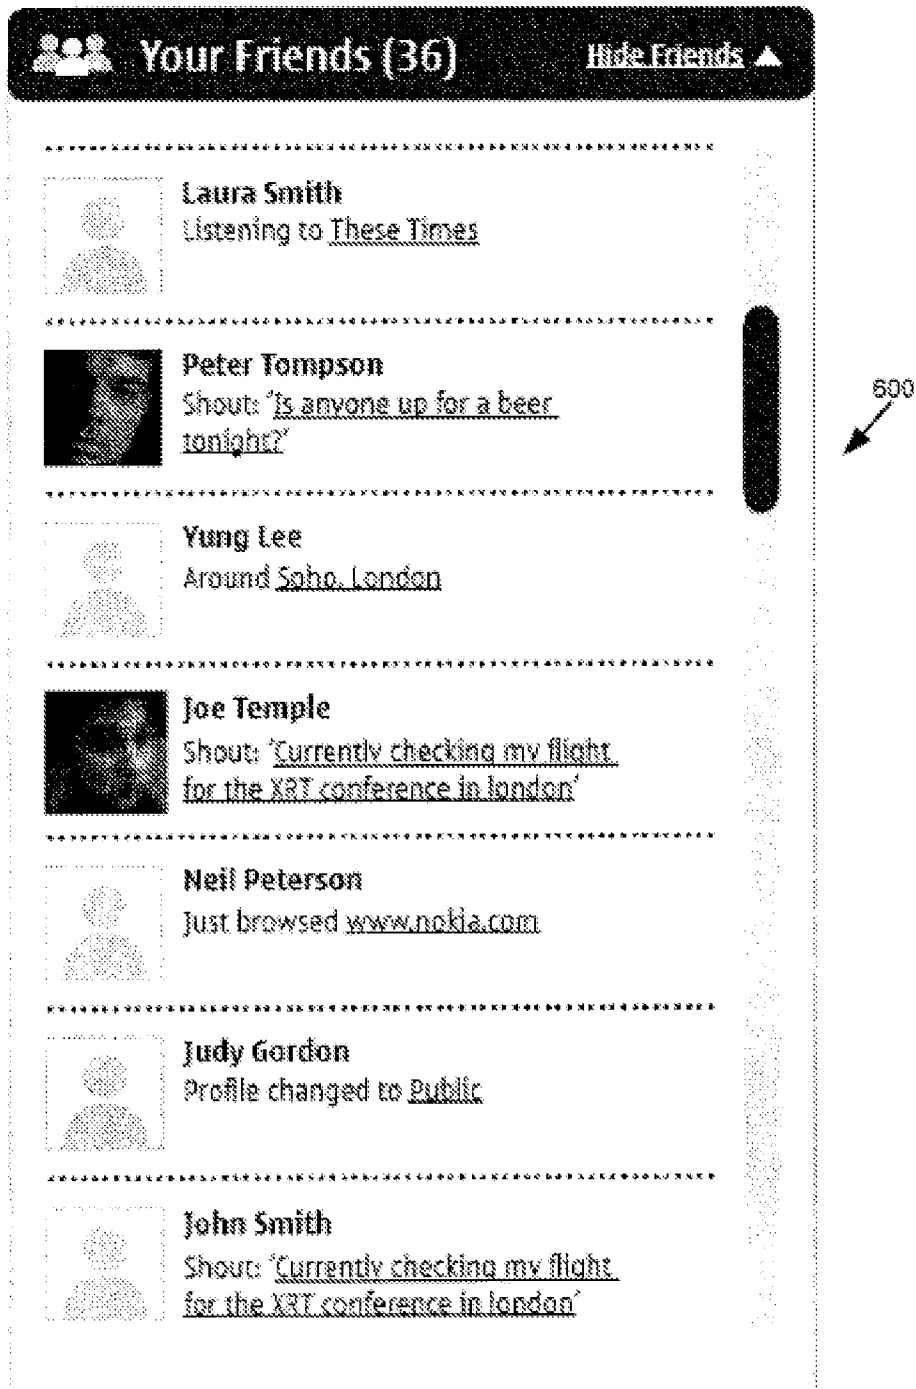 Your Friends (36)
Hide Friends
Laura Smith
Listening to These Times
Peter Tompson
Shout: 'Is anyone up for a beer
tonight?'
600
Yung Lee
Around Soho, London
Joe Temple
Shout: 'Currently checking my flight
for the XRT conference in london'
Neil Peterson
Just browsed www.nokia.com
Judy Gordon
Profile changed to Public
John Smith
Shout: 'Currently checking my flight
for the XRT conference in london'